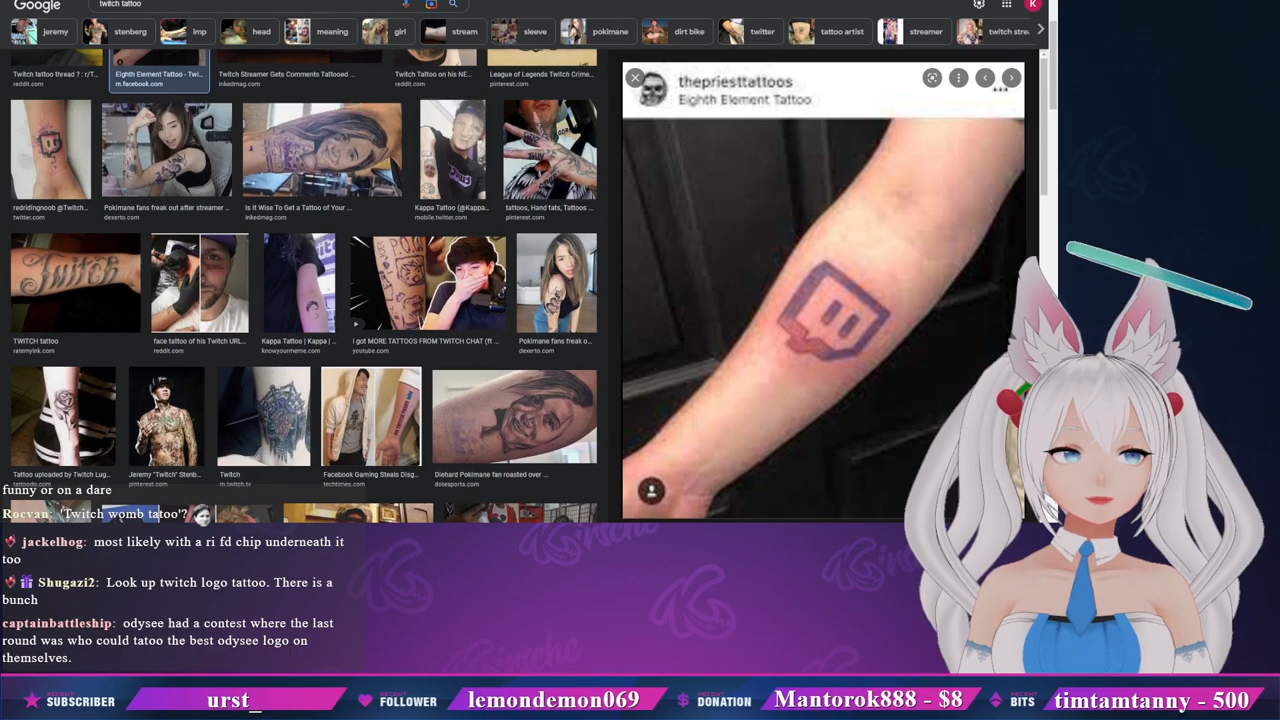 Google
twitch tattoo
K
jeremy
stenberg
imp
head
meaning
girl
stream
sleeve
pokimane
dirt bike
twitter
tattoo artist
streamer
twitch stre
Twitch tattoo thread ? : r/T...
reddit.com
Eighth Element Tattoo - Twi...
m.facebook.com
Twitch Streamer Gets Comments Tattooed ...
inkedmag.com
Twitch Tattoo on his NE...
reddit.com
League of Legends Twitch Crime...
pinterest.com
thepriesttattoos
Eighth Element Tattoo
redridingnoob @Twitch...
twitter.com
Pokimane fans freak out after streamer ...
dexerto.com
Is It Wise To Get a Tattoo of Your ...
inkedmag.com
Kappa Tattoo (@Kappa...
mobile.twitter.com
tattoos, Hand tats, Tattoos ...
pinterest.com
Twitch
TWITCH tattoo
ratemyink.com
face tattoo of his Twitch URL...
reddit.com
Kappa Tattoo | Kappa | ...
knowyourmeme.com
I got MORE TATTOOS FROM TWITCH CHAT (ft ...
youtube.com
Pokimane fans freak o...
dexerto.com
Tattoo uploaded by Twitch Lug...
tattoodo.com
Jeremy "Twitch" Stenb...
pinterest.com
Twitch
m.twitch.tv
Facebook Gaming Steals Disg...
techtimes.com
Diehard Pokimane fan roasted over ...
dotesports.com
funny or on a dare
Rocvan: 'Twitch womb tatoo'?
jackelhog: most likely with a ri fd chip underneath it
too
Shugazi2: Look up twitch logo tattoo. There is a
bunch
captainbattleship: odysee had a contest where the last
round was who could tatoo the best odysee logo on
themselves.
RECENT SUBSCRIBER
urst_
RECENT FOLLOWER
lemondemon069
RECENT DONATION
Mantorok888 - $8
RECENT BITS
timtamtanny - 500